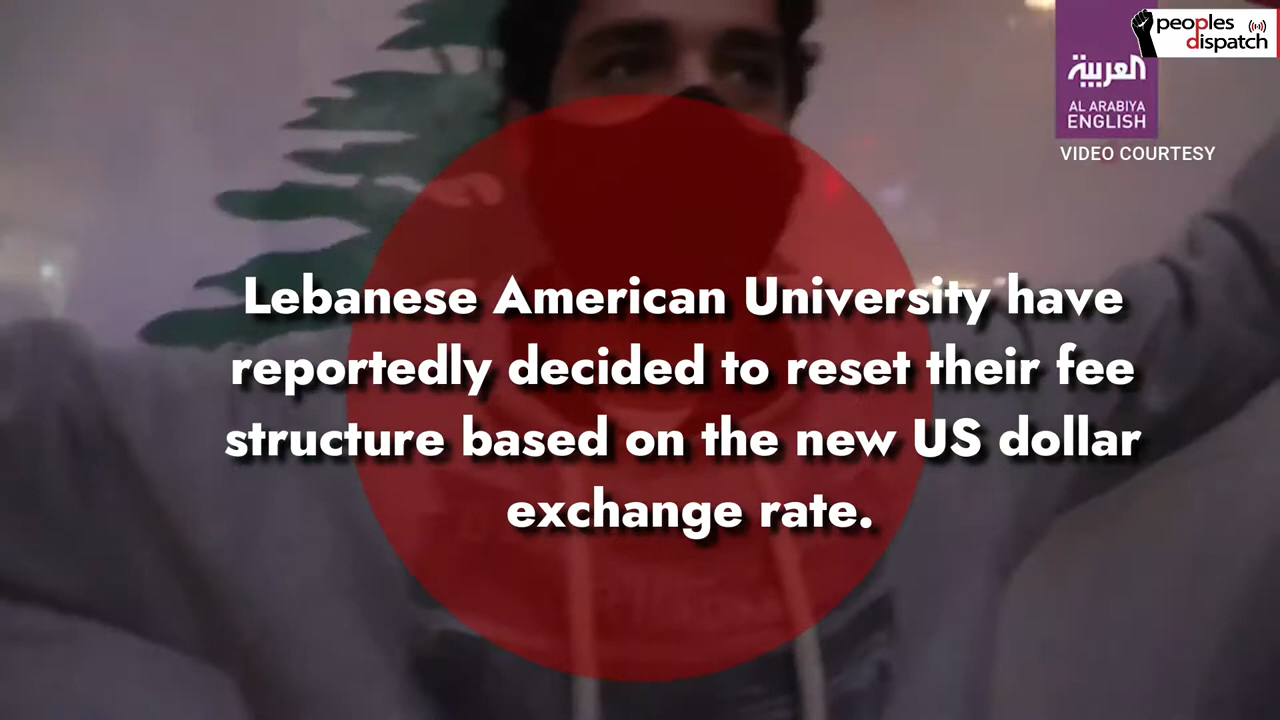 peoples
dispatch
العربية
AL ARABIYA
ENGLISH
VIDEO COURTESY
Lebanese American University have
reportedly decided to reset their fee
structure based on the new US dollar
exchange rate.